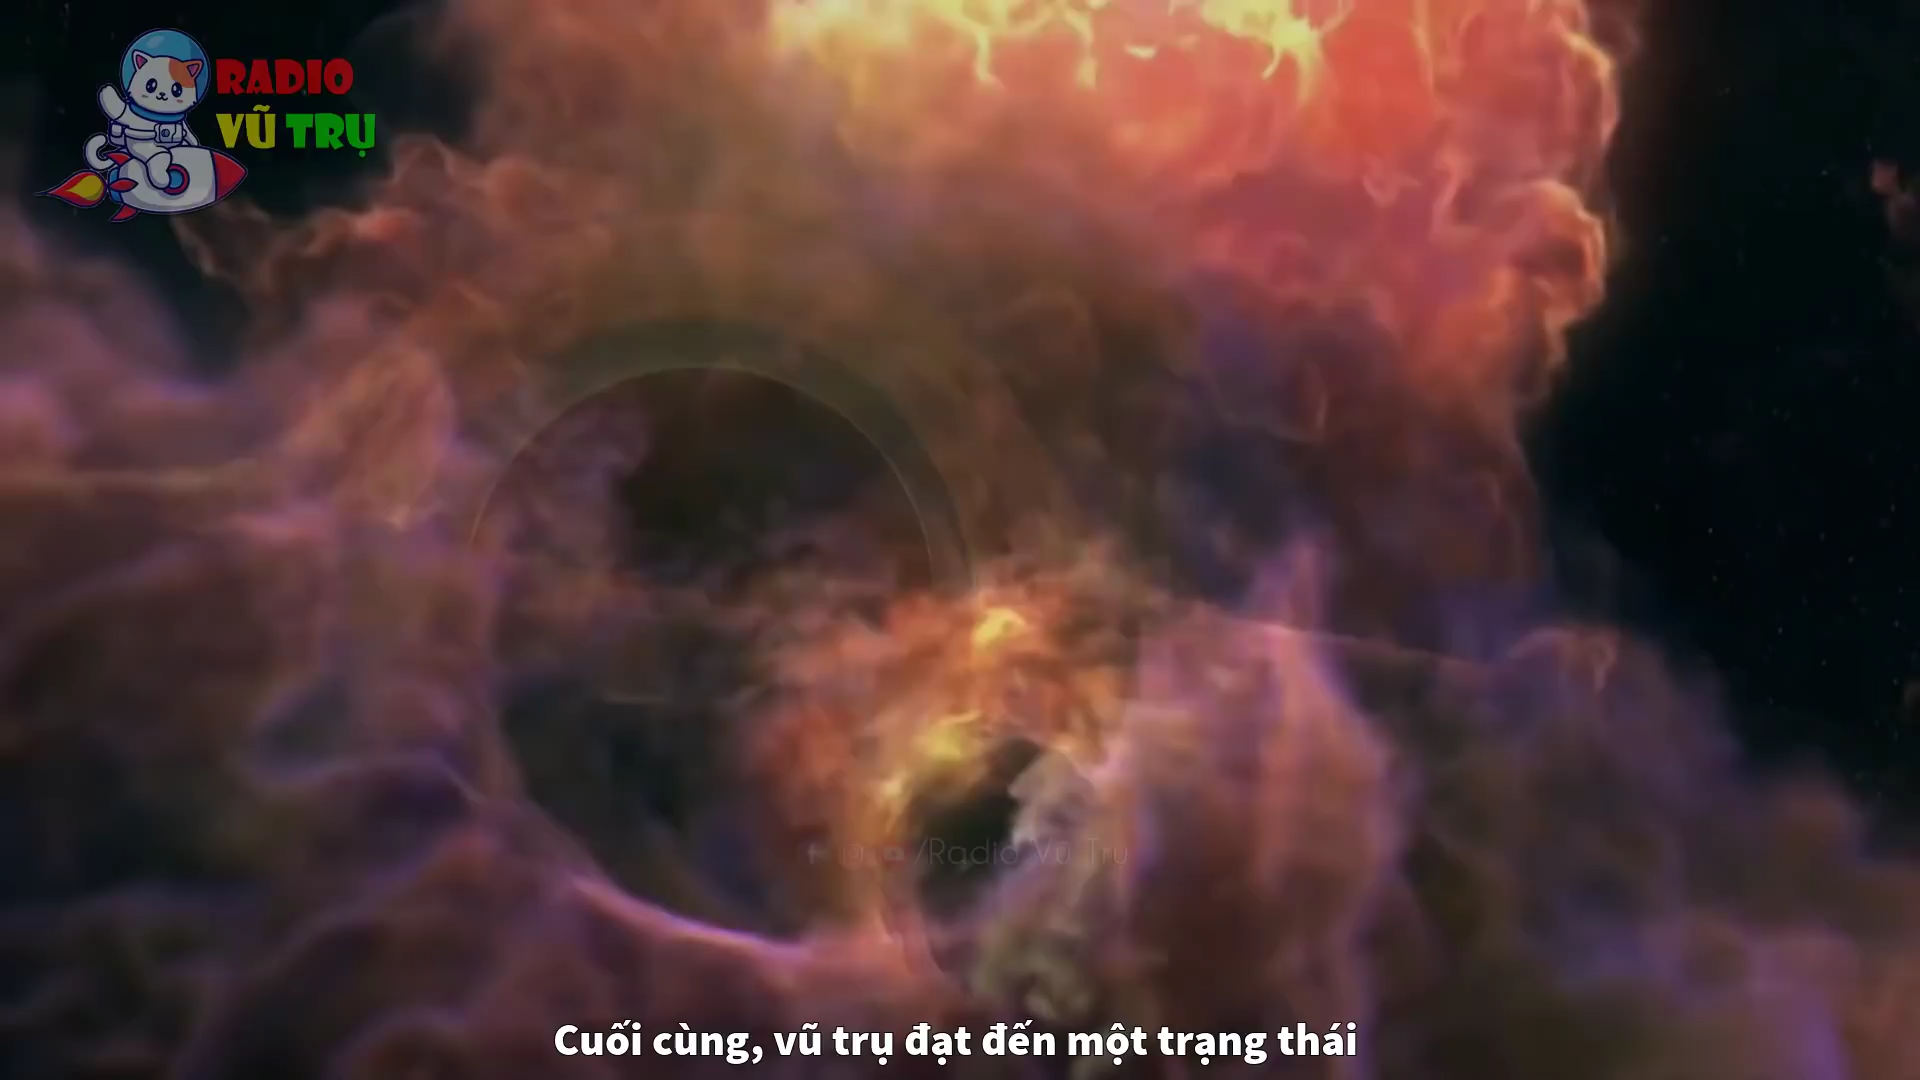 RADIO
VŨ TRỤ
/Radio Vũ Trụ
Cuối cùng, vũ trụ đạt đến một trạng thái